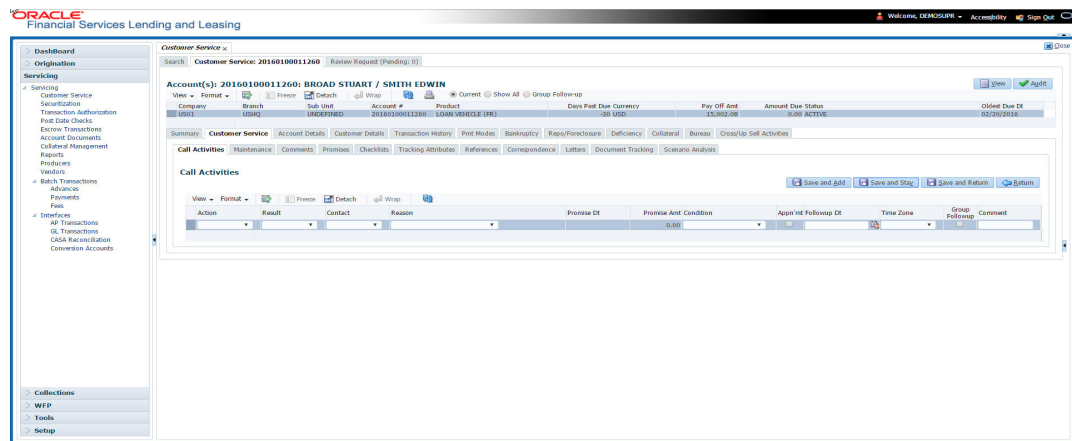 ORACLE
Financial Services Lending and Leasing
Welcome, DEMOSUPR Accessibility Sign Out
Close
DashBoard
Origination
Servicing
Servicing
Customer Service
Securitization
Transaction Authorization
Post Date Checks
Escrow Transactions
Account Documents
Collateral Management
Reports
Producers
Vendors
Batch Transactions
Advances
Payments
Fees
Interfaces
AP Transactions
GL Transactions
CASA Reconciliation
Conversion Accounts
Collections
WFP
Tools
Setup
Customer Service x
Search Customer Service: 20160100011260 Review Request (Pending: 0)
Account(s): 20160100011260: BROAD STUART / SMITH EDWIN
View Audit
View Format Freeze Detach Wrap Current Show All Group Follow-up
Company Branch Sub Unit Account # Product Days Past Due Currency Pay Off Amt Amount Due Status Oldest Due Dt
US01 USHQ UNDEFINED 20160100011260 LOAN VEHICLE (FR) -30 USD 15,002.08 0.00 ACTIVE 02/20/2016
Summary Customer Service Account Details Customer Details Transaction History Pmt Modes Bankruptcy Repo/Foreclosure Deficiency Collateral Bureau Cross/Up Sell Activities
Call Activities Maintenance Comments Promises Checklists Tracking Attributes References Correspondence Letters Document Tracking Scenario Analysis
Call Activities
Save and Add Save and Stay Save and Return Return
View Format Freeze Detach Wrap
Action Result Contact Reason Promise Dt Promise Amt Condition Appn'mt Followup Dt Time Zone Group Followup Comment
0.00